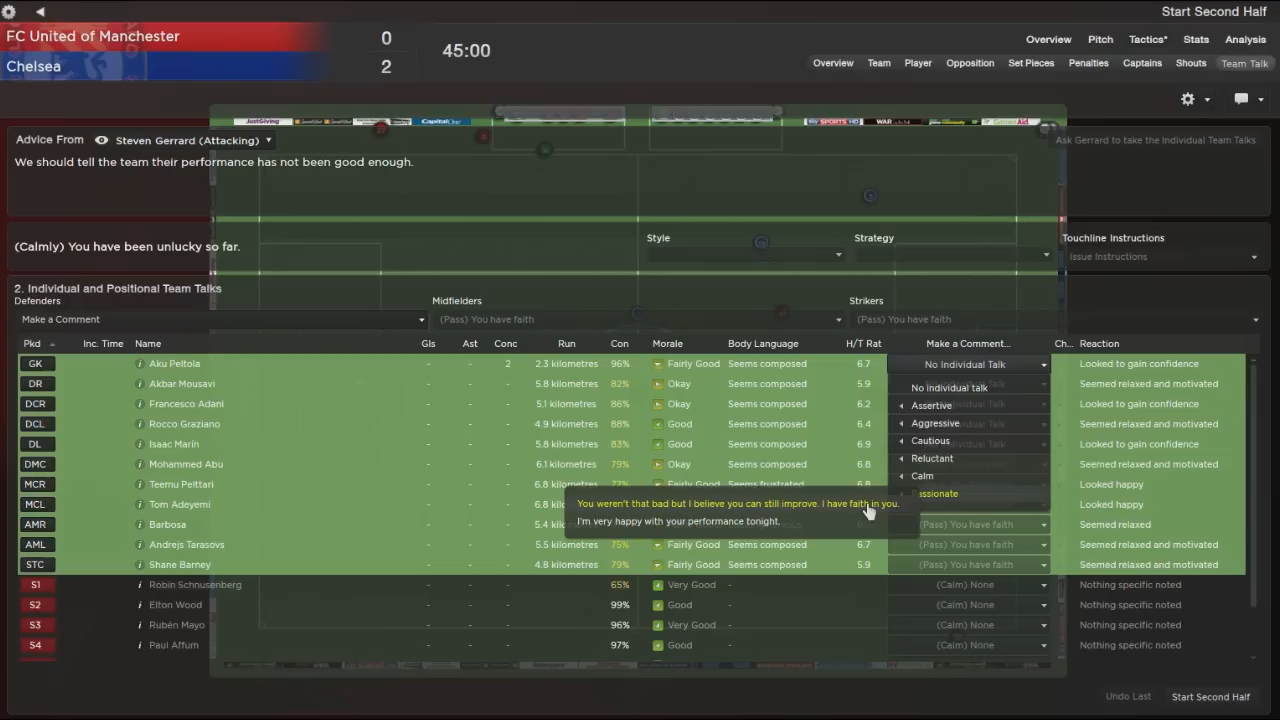 Start Second Half
FC United of Manchester 0
Chelsea 2
45:00
Overview Pitch Tactics* Stats Analysis
Overview Team Player Opposition Set Pieces Penalties Captains Shouts Team Talk
JustGiving CapitalOne SKY SPORTS HD WAR GamesAid
Advice From Steven Gerrard (Attacking)
Ask Gerrard to take the Individual Team Talks
We should tell the team their performance has not been good enough.
(Calmly) You have been unlucky so far.
Style Strategy Touchline Instructions
Issue Instructions
2. Individual and Positional Team Talks
Defenders Midfielders Strikers
Make a Comment (Pass) You have faith (Pass) You have faith
Pkd Inc. Time Name Gls Ast Conc Run Con Morale Body Language H/T Rat Make a Comment... Ch... Reaction
GK Aku Peltola - - 2 2.3 kilometres 96% Fairly Good Seems composed 6.7 No Individual Talk Looked to gain confidence
DR Akbar Mousavi - - - 5.8 kilometres 82% Okay Seems composed 5.9 Seemed relaxed and motivated
DCR Francesco Adani - - - 5.1 kilometres 86% Okay Seems composed 6.2 Looked to gain confidence
DCL Rocco Graziano - - - 4.9 kilometres 88% Good Seems composed 6.4 Seemed relaxed and motivated
DL Isaac Marín - - - 5.8 kilometres 83% Good Seems composed 6.9 Looked to gain confidence
DMC Mohammed Abu - - - 6.1 kilometres 79% Okay Seems composed 6.8 Seemed relaxed and motivated
MCR Teemu Pelttari - - - 6.8 kilometres 77% Fairly Good Seems frustrated 6.8 Looked happy
MCL Tom Adeyemi - - - 6.8 Looked happy
AMR Barbosa - - - 5.4 (Pass) You have faith Seemed relaxed
AML Andrejs Tarasovs - - - 5.5 kilometres 75% Fairly Good Seems composed 6.7 (Pass) You have faith Seemed relaxed and motivated
STC Shane Barney - - - 4.8 kilometres 79% Fairly Good Seems composed 5.9 (Pass) You have faith Seemed relaxed and motivated
S1 Robin Schnusenberg - - - 65% Very Good - (Calm) None Nothing specific noted
S2 Elton Wood - - - 99% Good - (Calm) None Nothing specific noted
S3 Rubén Mayo - - - 96% Very Good - (Calm) None Nothing specific noted
S4 Paul Affum - - - 97% Good - (Calm) None Nothing specific noted
No individual talk
Assertive
Aggressive
Cautious
Reluctant
Calm
assionate
You weren't that bad but I believe you can still improve. I have faith in you.
I'm very happy with your performance tonight.
Undo Last Start Second Half